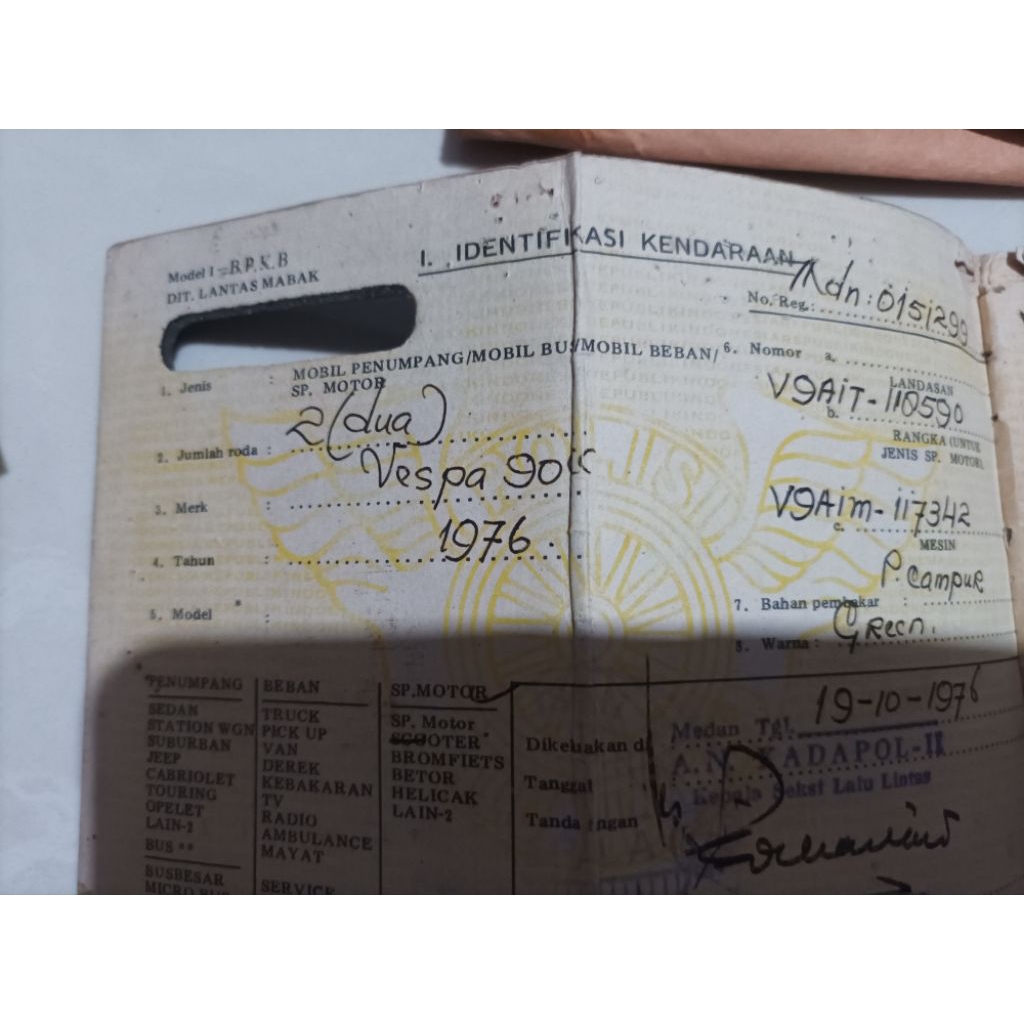 Model I - B.P.K.B
DIT. LANTAS MABAK
I. IDENTIFIKASI KENDARAAN
No. Reg.: Mdn: 0151299
1. Jenis : MOBIL PENUMPANG/MOBIL BUS/MOBIL BEBAN/
SP. MOTOR
2. Jumlah roda : 2 (dua)
3. Merk : Vespa 90cc
4. Tahun : 1976.
5. Model :
6. Nomor a.
LANDASAN
b. V9A1T-118590
RANGKA (UNTUK
JENIS SP. MOTOR)
c. V9A1M-117342
MESIN
7. Bahan pembakar : P. Campur
8. Warna : Green.
PENUMPANG
SEDAN
STATION WGN
SUBURBAN
JEEP
CABRIOLET
TOURING
OPELET
LAIN-2
BUS **
BUSBESAR
BEBAN
TRUCK
PICK UP
VAN
DEREK
KEBAKARAN
TV
RADIO
AMBULANCE
MAYAT
SERVICE
SP.MOTOR
SP. Motor
SCOOTER
BROMFIETS
BETOR
HELICAK
LAIN-2
Dikeluakan di
Tanggal
Tanda tangan
Medan Tgl. 19-10-1976
A.N. KADAPOL-II
Kepala Seksi Lalu Lintas